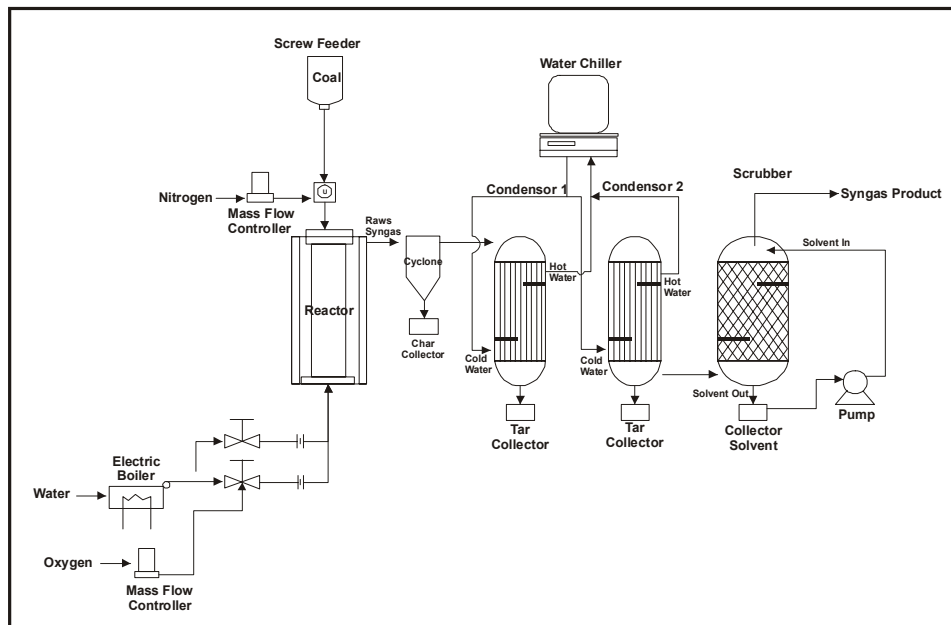 Screw Feeder
Coal
Water Chiller
Nitrogen
Mass Flow
Controller
u
Raws
Syngas
Cyclone
Condensor 1
Condensor 2
Scrubber
Syngas Product
Solvent In
Hot
Water
Hot
Water
Reactor
Char
Collector
Cold
Water
Cold
Water
Solvent Out
Tar
Collector
Tar
Collector
Collector
Solvent
Pump
Electric
Boiler
Water
Oxygen
Mass Flow
Controller